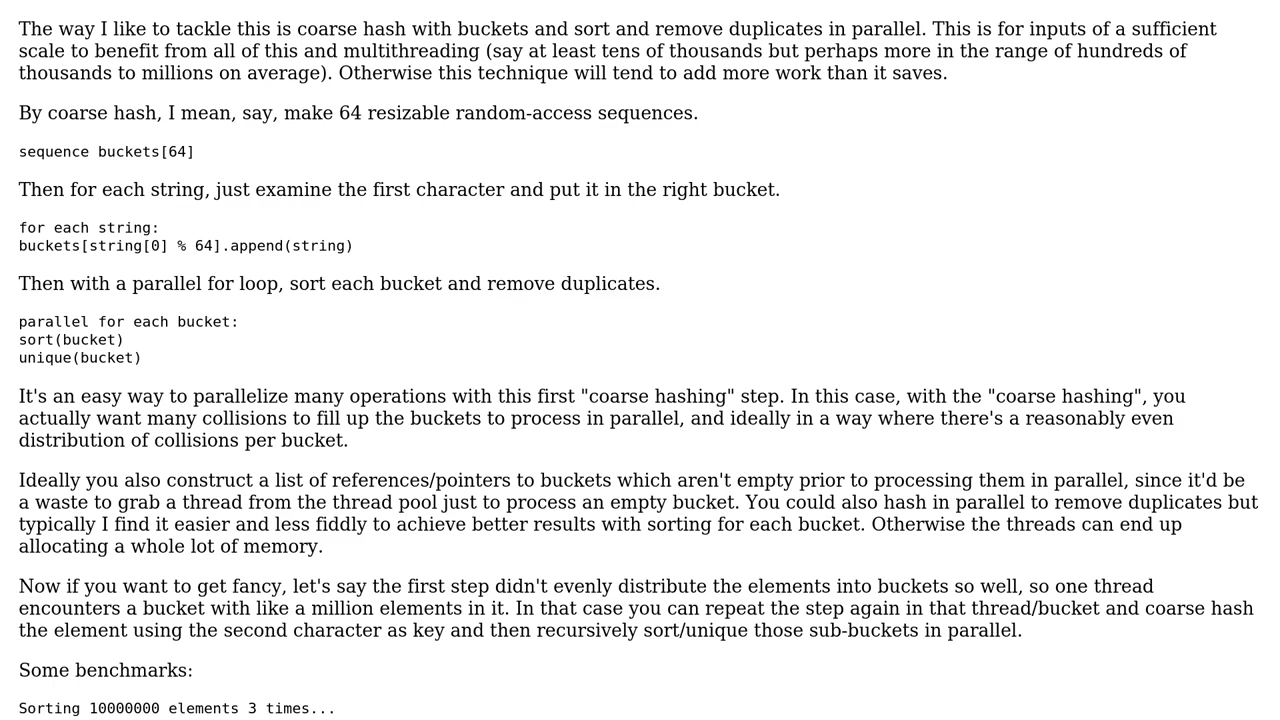 The way I like to tackle this is coarse hash with buckets and sort and remove duplicates in parallel. This is for inputs of a sufficient
scale to benefit from all of this and multithreading (say at least tens of thousands but perhaps more in the range of hundreds of
thousands to millions on average). Otherwise this technique will tend to add more work than it saves.
By coarse hash, I mean, say, make 64 resizable random-access sequences.
sequence buckets[64]
Then for each string, just examine the first character and put it in the right bucket.
for each string:
buckets[string[0] % 64].append(string)
Then with a parallel for loop, sort each bucket and remove duplicates.
parallel for each bucket:
sort(bucket)
unique(bucket)
It's an easy way to parallelize many operations with this first "coarse hashing" step. In this case, with the "coarse hashing", you
actually want many collisions to fill up the buckets to process in parallel, and ideally in a way where there's a reasonably even
distribution of collisions per bucket.
Ideally you also construct a list of references/pointers to buckets which aren't empty prior to processing them in parallel, since it'd be
a waste to grab a thread from the thread pool just to process an empty bucket. You could also hash in parallel to remove duplicates but
typically I find it easier and less fiddly to achieve better results with sorting for each bucket. Otherwise the threads can end up
allocating a whole lot of memory.
Now if you want to get fancy, let's say the first step didn't evenly distribute the elements into buckets so well, so one thread
encounters a bucket with like a million elements in it. In that case you can repeat the step again in that thread/bucket and coarse hash
the element using the second character as key and then recursively sort/unique those sub-buckets in parallel.
Some benchmarks:
Sorting 10000000 elements 3 times...